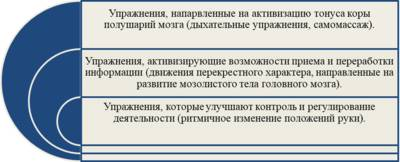 Упражнения, напарвленные на активизацию тонуса коры
полушарий мозга (дыхательные упражнения, самомассаж).
Упражнения, активизирующие возможности приема и переработки
информации (движения перекрестного характера, направленные на
развитие мозолистого тела головного мозга).
Упражнения, которые улучшают контроль и регулирование
деятельности (ритмичное изменение положений руки).